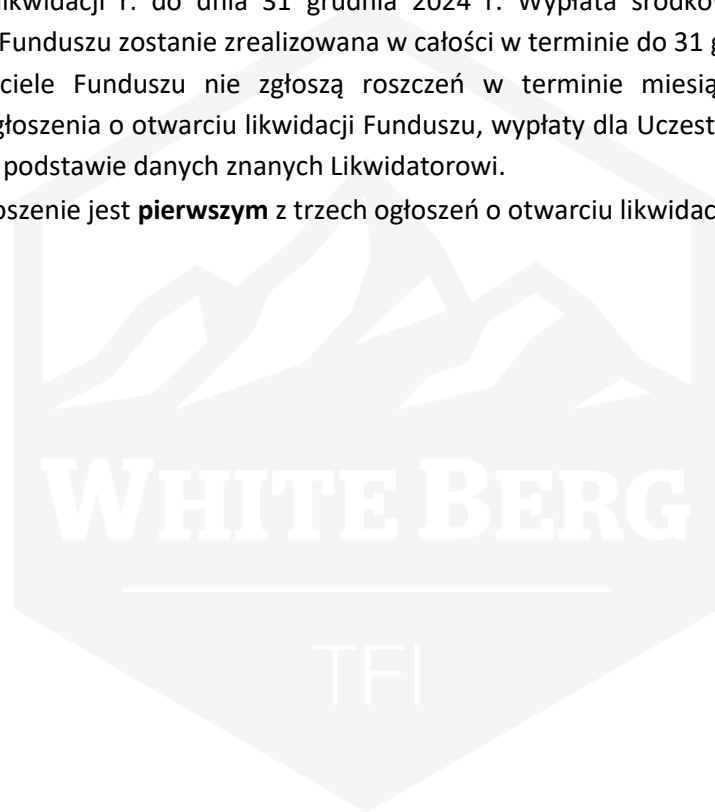 likwidacji r. do dnia 31 grudnia 2024 r. Wypłata środków
Funduszu zostanie zrealizowana w całości w terminie do 31 g
ciele Funduszu nie zgłoszą roszczeń w terminie miesią
głoszenia o otwarciu likwidacji Funduszu, wypłaty dla Uczest
podstawie danych znanych Likwidatorowi.
oszenie jest pierwszym z trzech ogłoszeń o otwarciu likwidac
WHITE BERG
TFI